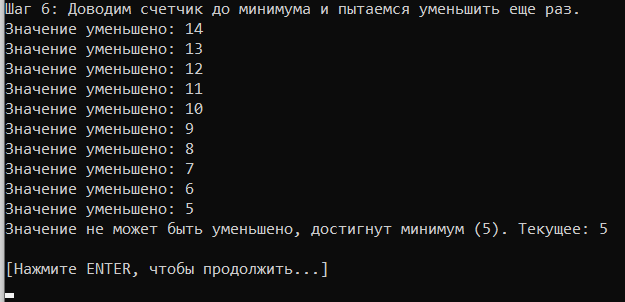 Шаг 6: Доводим счетчик до минимума и пытаемся уменьшить еще раз.
Значение уменьшено: 14
Значение уменьшено: 13
Значение уменьшено: 12
Значение уменьшено: 11
Значение уменьшено: 10
Значение уменьшено: 9
Значение уменьшено: 8
Значение уменьшено: 7
Значение уменьшено: 6
Значение уменьшено: 5
Значение не может быть уменьшено, достигнут минимум (5). Текущее: 5
[Нажмите ENTER, чтобы продолжить...]